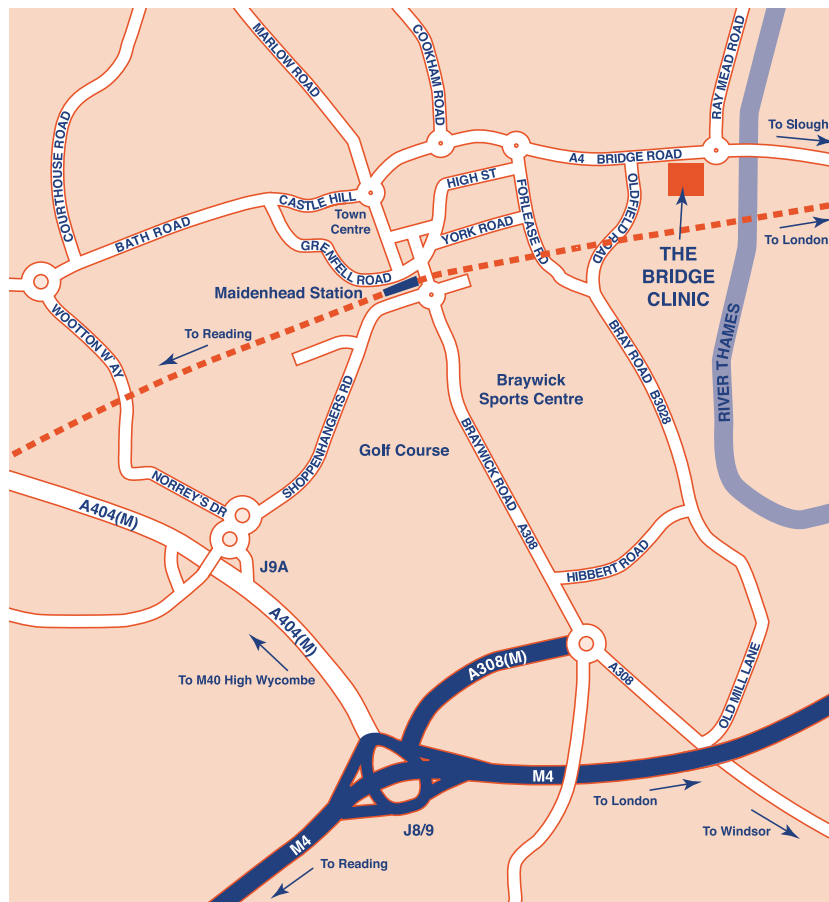 MARLOW ROAD
COOKHAM ROAD
RAY MEAD ROAD
To Slough
COURTHOUSE ROAD
A4 BRIDGE ROAD
HIGH ST
CASTLE HILL
Town
Centre
FORLEASE RD
OLDFIELD ROAD
BATH ROAD
YORK ROAD
GRENFELL ROAD
To London
THE
BRIDGE
CLINIC
Maidenhead Station
WOOTTON W AY
To Reading
RIVER THAMES
BRAY ROAD B3028
Braywick
Sports Centre
SHOPPENHANGERS RD
BRAYWICK ROAD A308
Golf Course
NORREY'S DR
A404(M)
J9A
HIBBERT ROAD
A404(M)
A308(M)
A308
OLD MILL LANE
To M40 High Wycombe
M4
To London
J8/9
To Windsor
M4
To Reading